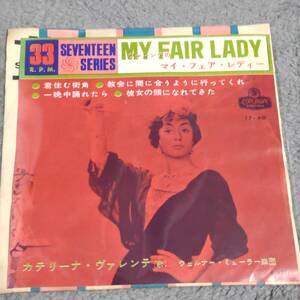 33
R.P.M.
SEVENTEEN
SERIES
MY FAIR LADY
マイ・フェア・レディー
君住む街角
教会に間に合うように行ってくれ
一晩中踊れたら
彼女の顔になれてきた
LONDON
カテリーナ・ヴァレンテ
ウェルナー・ミューラー楽団